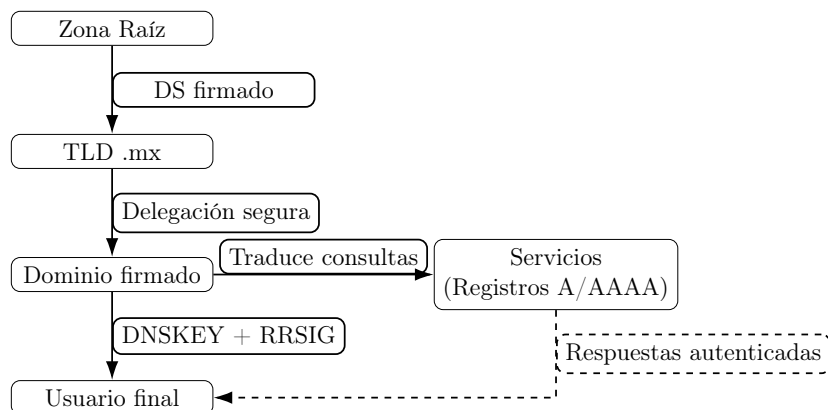 Zona Raíz
DS firmado
TLD .mx
Delegación segura
Traduce consultas
Dominio firmado
Servicios
(Registros A/AAAA)
DNSKEY + RRSIG
Respuestas autenticadas
Usuario final